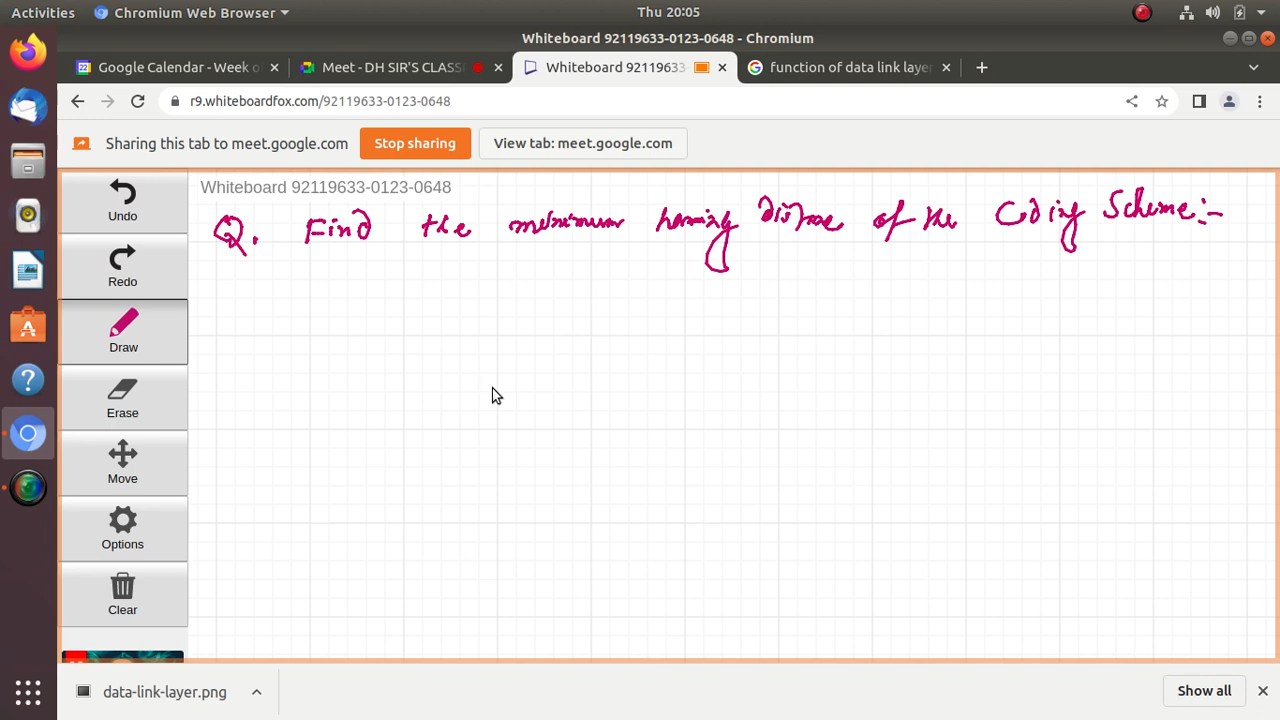 Activities
Chromium Web Browser
Thu 20:05
Whiteboard 92119633-0123-0648 - Chromium
Google Calendar - Week o
Meet - DH SIR'S CLASS
Whiteboard 92119633
function of data link laye
r9.whiteboardfox.com/92119633-0123-0648
Sharing this tab to meet.google.com
Stop sharing
View tab: meet.google.com
Whiteboard 92119633-0123-0648
Q. Find the minimum haming distance of the Coding Scheme:-
Undo
Redo
Draw
Erase
Move
Options
Clear
data-link-layer.png
Show all